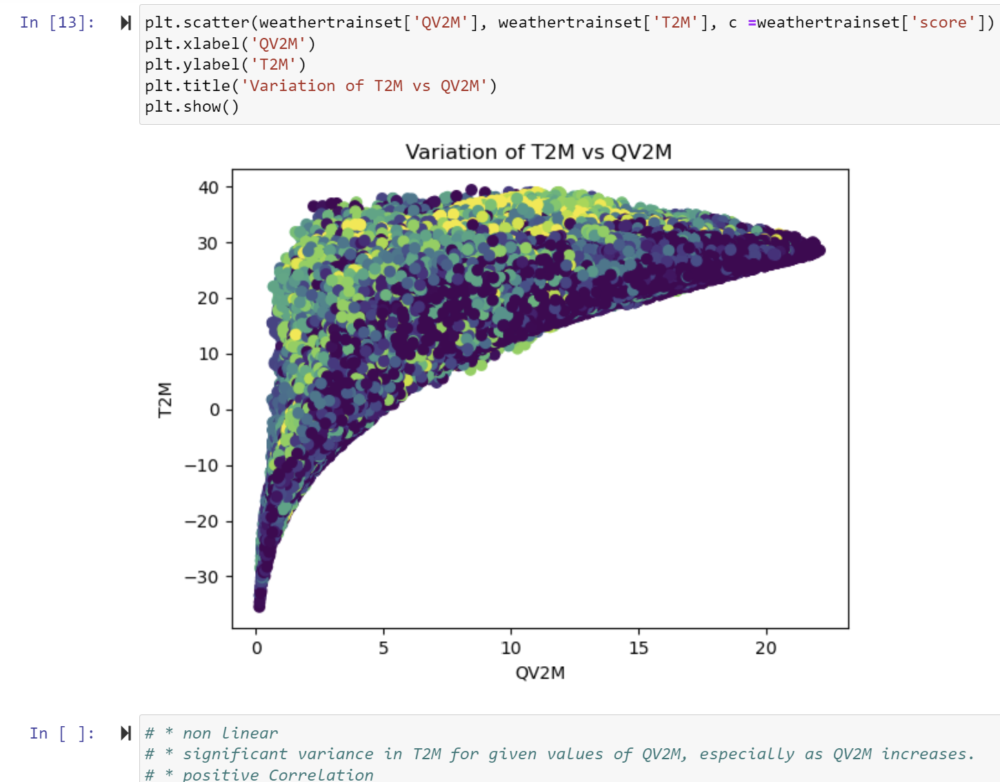 In [13]:
plt.scatter(weathertrainset['QV2M'], weathertrainset['T2M'], c =weathertrainset['score'])
plt.xlabel('QV2M')
plt.ylabel('T2M')
plt.title('Variation of T2M vs QV2M')
plt.show()
Variation of T2M vs QV2M
40
30
20
10
0
−10
−20
−30
T2M
0 5 10 15 20
QV2M
In [ ]:
# * non linear
# * significant variance in T2M for given values of QV2M, especially as QV2M increases.
# * positive Correlation